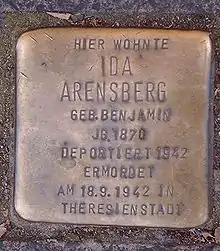 HIER WOHNTE
IDA
ARENSBERG
GEB. BENJAMIN
JG. 1870
DEPORTIERT 1942
ERMORDET
AM 18.9.1942 IN
THERESIENSTADT